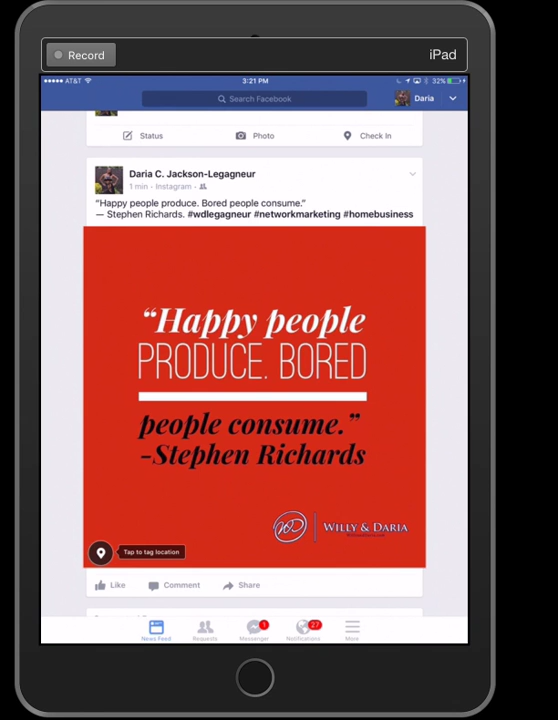 Record
iPad
AT&T 3:21 PM 32%
Search Facebook
Daria
Status Photo Check In
Daria C. Jackson-Legagneur
1 min · Instagram ·
“Happy people produce. Bored people consume.”
— Stephen Richards. #wdlegagneur #networkmarketing #homebusiness
“Happy people
PRODUCE. BORED
people consume.”
-Stephen Richards
WD WILLY & DARIA
Tap to tag location
Like Comment Share
1 27
News Feed Requests Messenger Notifications More